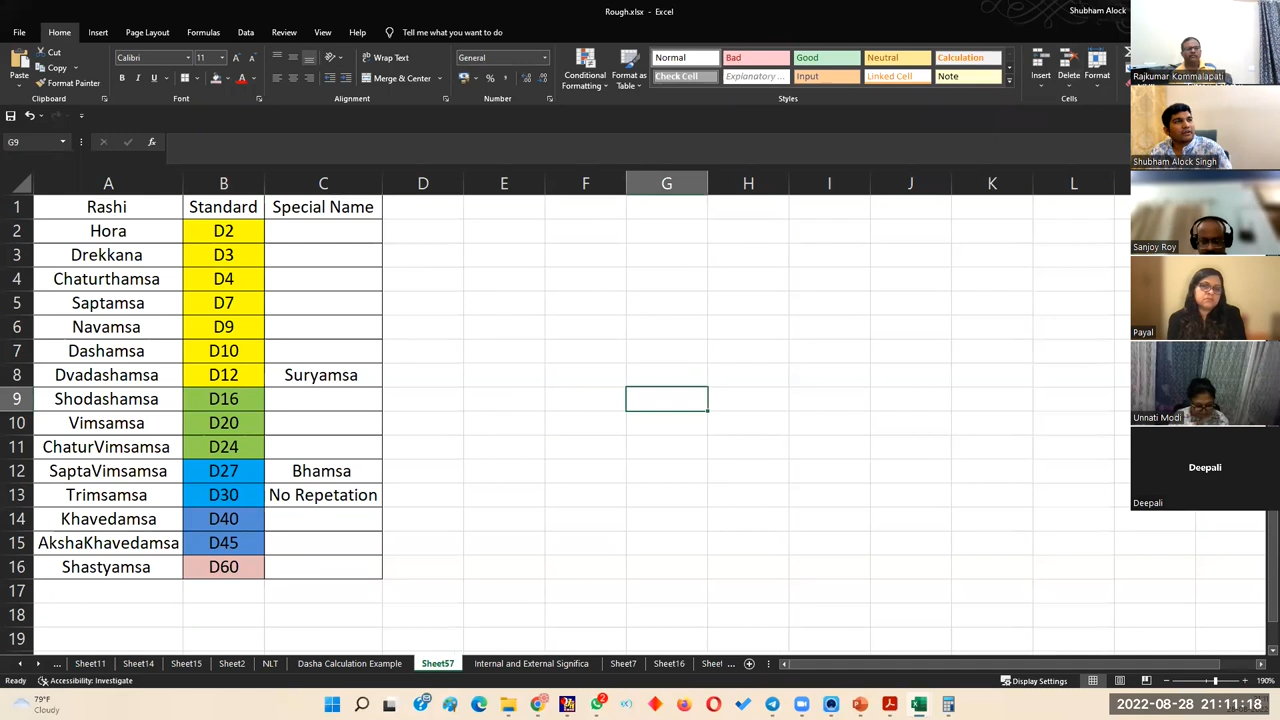 Rough.xlsx - Excel
Shubham Alock
File Home Insert Page Layout Formulas Data Review View Help Tell me what you want to do
Paste
Cut
Copy
Format Painter
Clipboard
Calibri 11
B I U
Font
Wrap Text
Merge & Center
Alignment
General
Number
Conditional Formatting
Format as Table
Normal Bad Good Neutral Calculation
Check Cell Explanatory ... Input Linked Cell Note
Styles
Insert Delete Format
Cells
G9 fx
A B C D E F G H I J K L
1 Rashi Standard Special Name
2 Hora D2
3 Drekkana D3
4 Chaturthamsa D4
5 Saptamsa D7
6 Navamsa D9
7 Dashamsa D10
8 Dvadashamsa D12 Suryamsa
9 Shodashamsa D16
10 Vimsamsa D20
11 ChaturVimsamsa D24
12 SaptaVimsamsa D27 Bhamsa
13 Trimsamsa D30 No Repetation
14 Khavedamsa D40
15 AkshaKhavedamsa D45
16 Shastyamsa D60
17
18
19
Rajkumar Kommalapati
Shubham Alock Singh
Sanjoy Roy
Payal
Unnati Modi
Deepali
Deepali
... Sheet11 Sheet14 Sheet15 Sheet2 NLT Dasha Calculation Example Sheet57 Internal and External Significa Sheet7 Sheet16 Sheel ...
Ready Accessibility: Investigate Display Settings 190%
79°F
Cloudy
2
2022-08-28 21:11:18